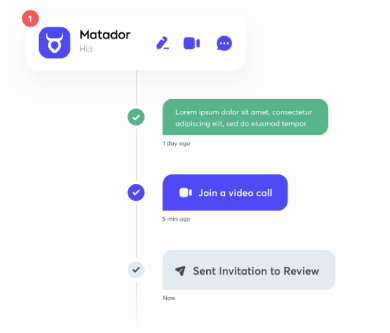 1
Matador
Hi:)
Lorem ipsum dolor sit amet, consectetur
adipiscing elit, sed do eiusmod tempor.
1 day ago
Join a video call
5 min ago
Sent Invitation to Review
Now